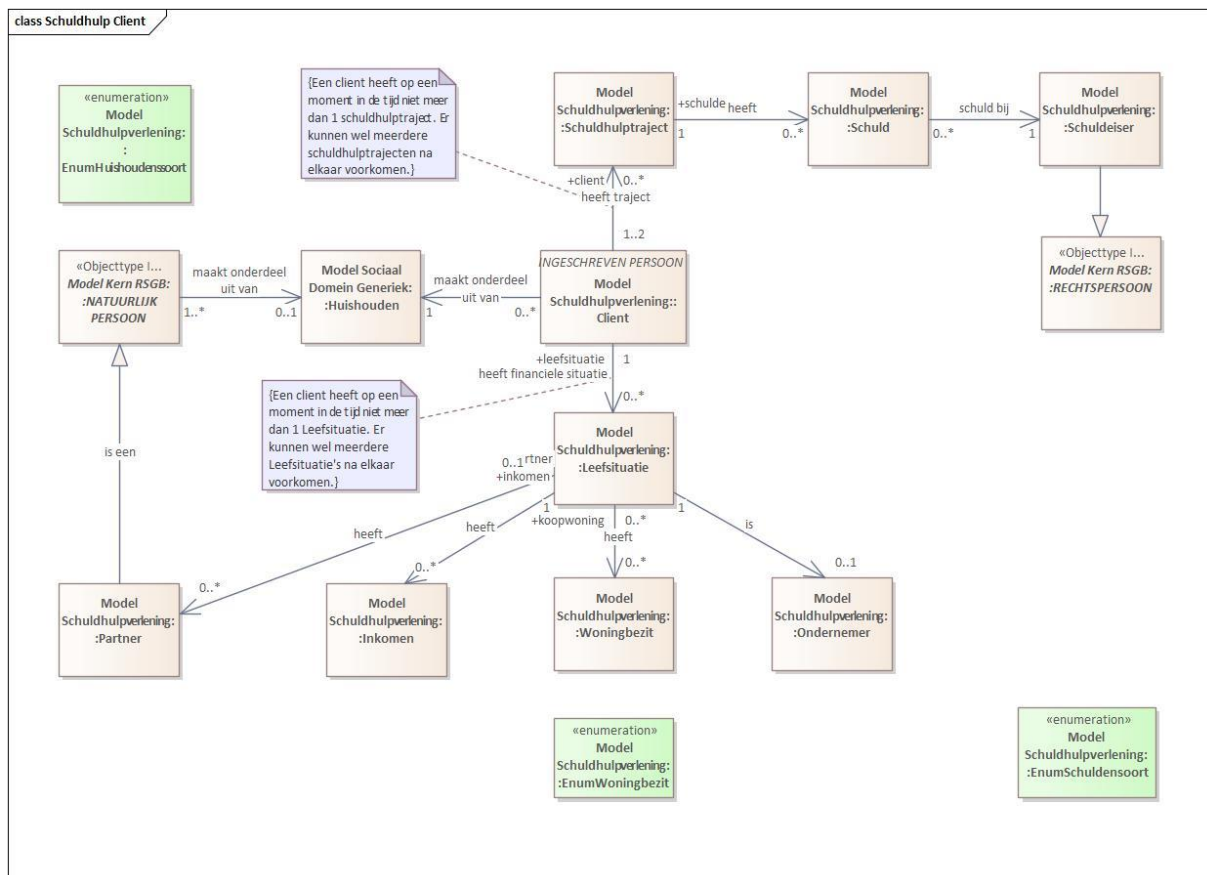 class Schuldhulp Client
«enumeration»
Model
Schuldhulpverlening:
:
EnumHuishoudenssoort
{Een client heeft op een
moment in de tijd niet meer
dan 1 schuldhulptraject. Er
kunnen wel meerdere
schuldhulptrajecten na
elkaar voorkomen.}
Model
Schuldhulpverlening:
:Schuldhulptraject
+schulde heeft
1
0..*
Model
Schuldhulpverlening:
:Schuld
schuld bij
0..*
1
Model
Schuldhulpverlening:
:Schuldeiser
+client
0..*
heeft traject
1..2
«Objecttype I...
Model Kern RSGB:
:RECHTSPERSOON
«Objecttype I...
Model Kern RSGB:
:NATUURLIJK
PERSOON
maakt onderdeel
uit van
1..*
0..1
Model Sociaal
Domein Generiek:
:Huishouden
maakt onderdeel
uit van
1
0..*
INGESCHREVEN PERSOON
Model
Schuldhulpverlening::
Client
+leefsituatie
1
heeft financiele situatie
0..*
{Een client heeft op een
moment in de tijd niet meer
dan 1 Leefsituatie. Er
kunnen wel meerdere
Leefsituatie's na elkaar
voorkomen.}
Model
Schuldhulpverlening:
:Leefsituatie
is een
0..1
rtner
+inkomen
1
+koopwoning
0..*
1
heeft
heeft
heeft
is
0..*
0..*
0..*
0..1
Model
Schuldhulpverlening:
:Partner
Model
Schuldhulpverlening:
:Inkomen
Model
Schuldhulpverlening:
:Woningbezit
Model
Schuldhulpverlening:
:Ondernemer
«enumeration»
Model
Schuldhulpverlening:
:EnumWoningbezit
«enumeration»
Model
Schuldhulpverlening:
:EnumSchuldensoort